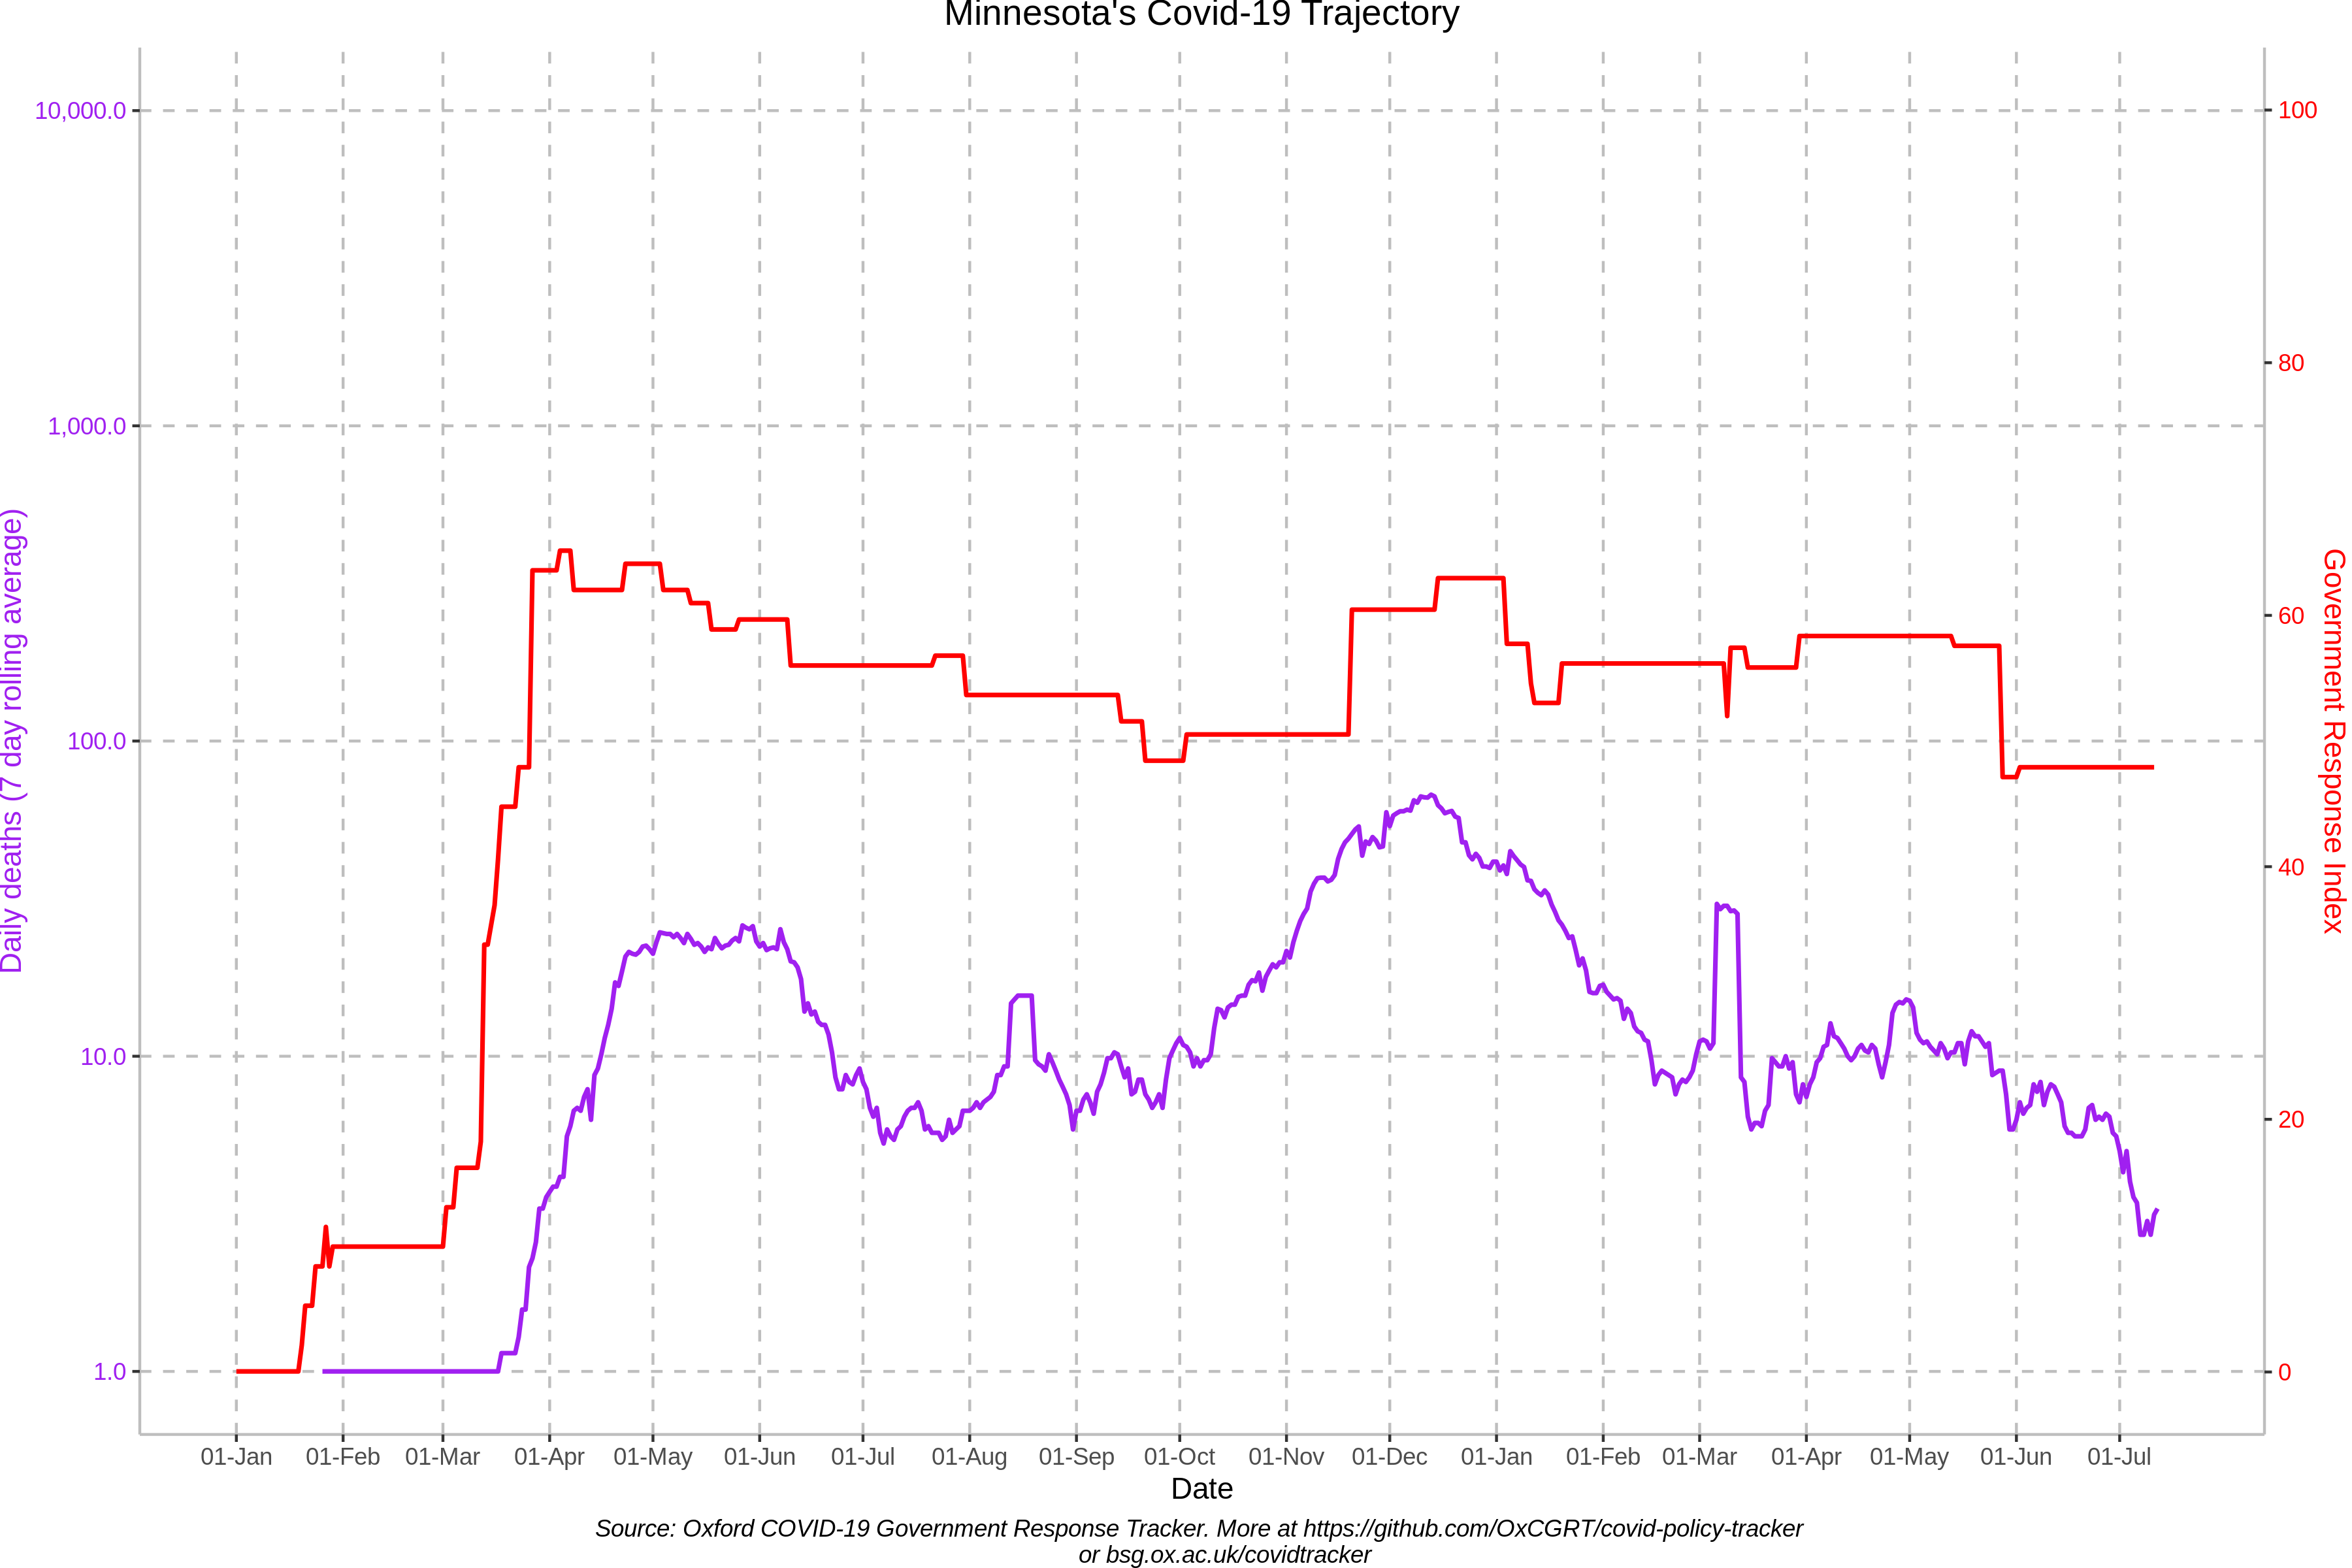 Minnesota's Covid-19 Trajectory
10,000.0
1,000.0
100.0
10.0
1.0
Daily deaths (7 day rolling average)
100
80
60
40
20
0
Government Response Index
01-Jan 01-Feb 01-Mar 01-Apr 01-May 01-Jun 01-Jul 01-Aug 01-Sep 01-Oct 01-Nov 01-Dec 01-Jan 01-Feb 01-Mar 01-Apr 01-May 01-Jun 01-Jul
Date
Source: Oxford COVID-19 Government Response Tracker. More at https://github.com/OxCGRT/covid-policy-tracker
or bsg.ox.ac.uk/covidtracker